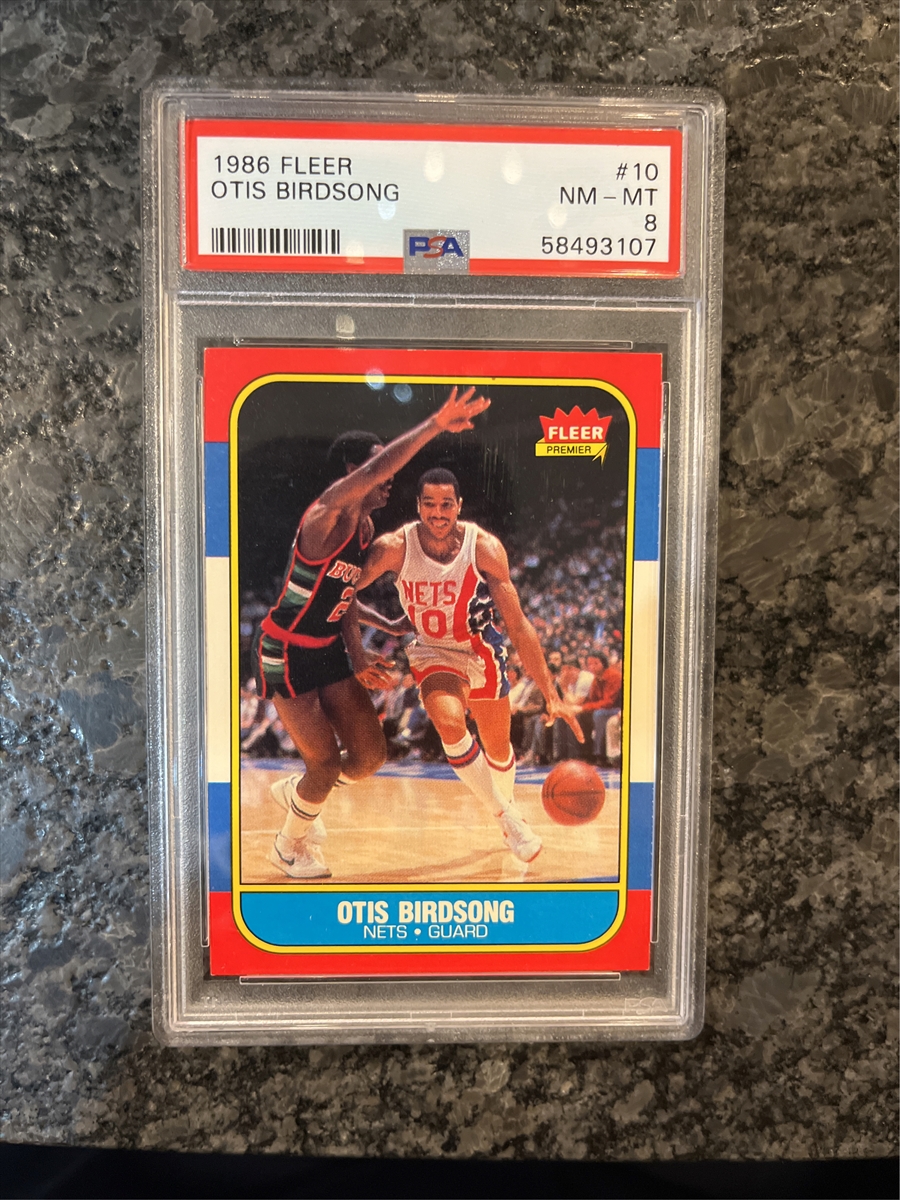 1986 FLEER #10
OTIS BIRDSONG NM - MT
8
PSA 58493107
FLEER
PREMIER
NETS
10
OTIS BIRDSONG
NETS • GUARD